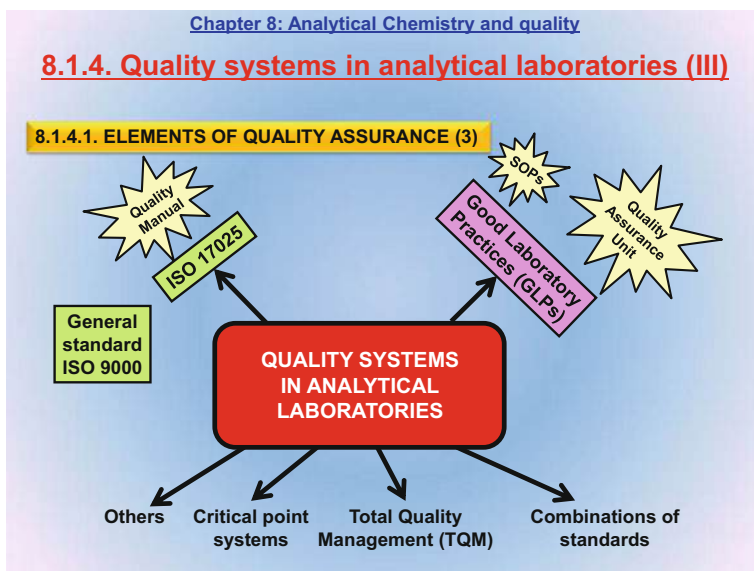 Chapter 8: Analytical Chemistry and quality
8.1.4. Quality systems in analytical laboratories (III)
8.1.4.1. ELEMENTS OF QUALITY ASSURANCE (3)
Quality
Manual
ISO 17025
SOPs
Good Laboratory
Practices (GLPs)
Quality
Assurance
Unit
General
standard
ISO 9000
QUALITY SYSTEMS
IN ANALYTICAL
LABORATORIES
Others
Critical point
systems
Total Quality
Management (TQM)
Combinations of
standards